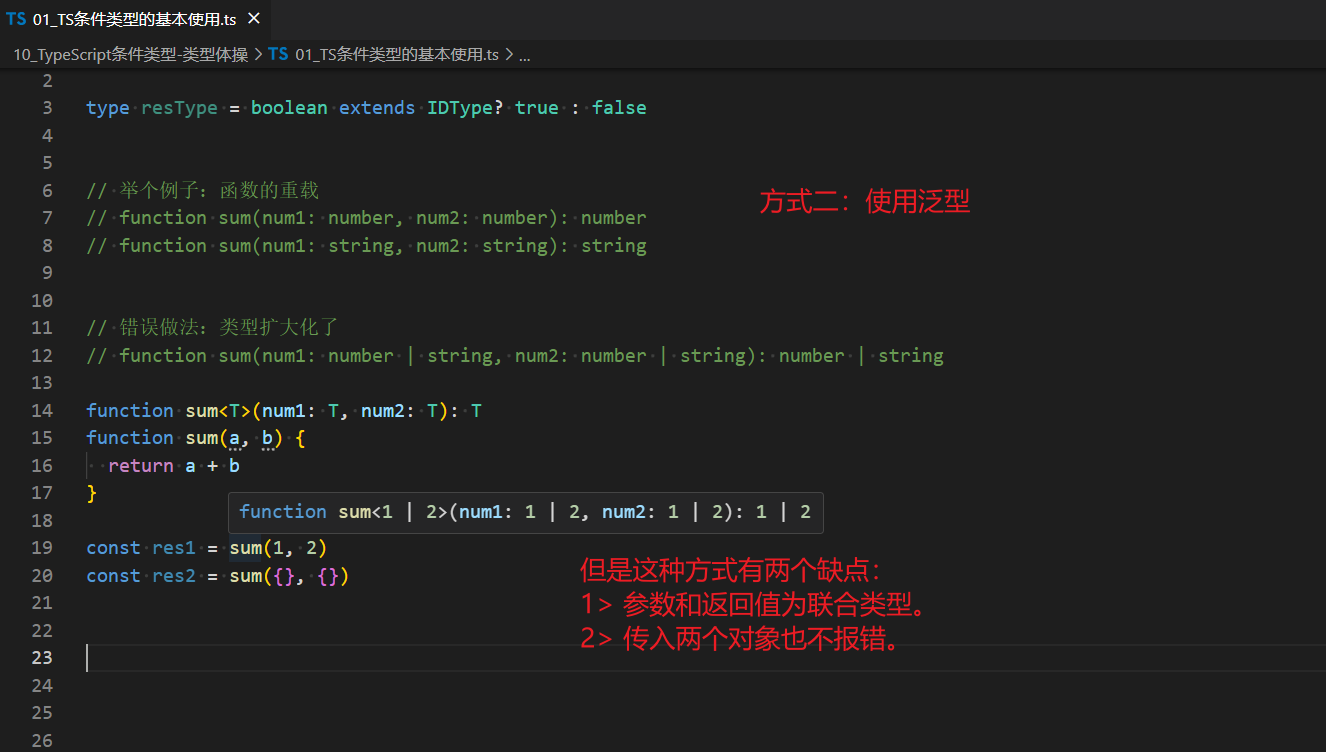 TS 01_TS条件类型的基本使用.ts ×
10_TypeScript条件类型-类型体操 > TS 01_TS条件类型的基本使用.ts > ...
2
3 type resType = boolean extends IDType? true : false
4
5
6 // 举个例子：函数的重载
方式二：使用泛型
7 // function sum(num1: number, num2: number): number
8 // function sum(num1: string, num2: string): string
9
10
11 // 错误做法：类型扩大化了
12 // function sum(num1: number | string, num2: number | string): number | string
13
14 function sum<T>(num1: T, num2: T): T
15 function sum(a, b) {
16 return a + b
17 }
function sum<1 | 2>(num1: 1 | 2, num2: 1 | 2): 1 | 2
18
19 const res1 = sum(1, 2)
20 const res2 = sum({}, {})
但是这种方式有两个缺点：
21
1> 参数和返回值为联合类型。
22
2> 传入两个对象也不报错。
23
24
25
26